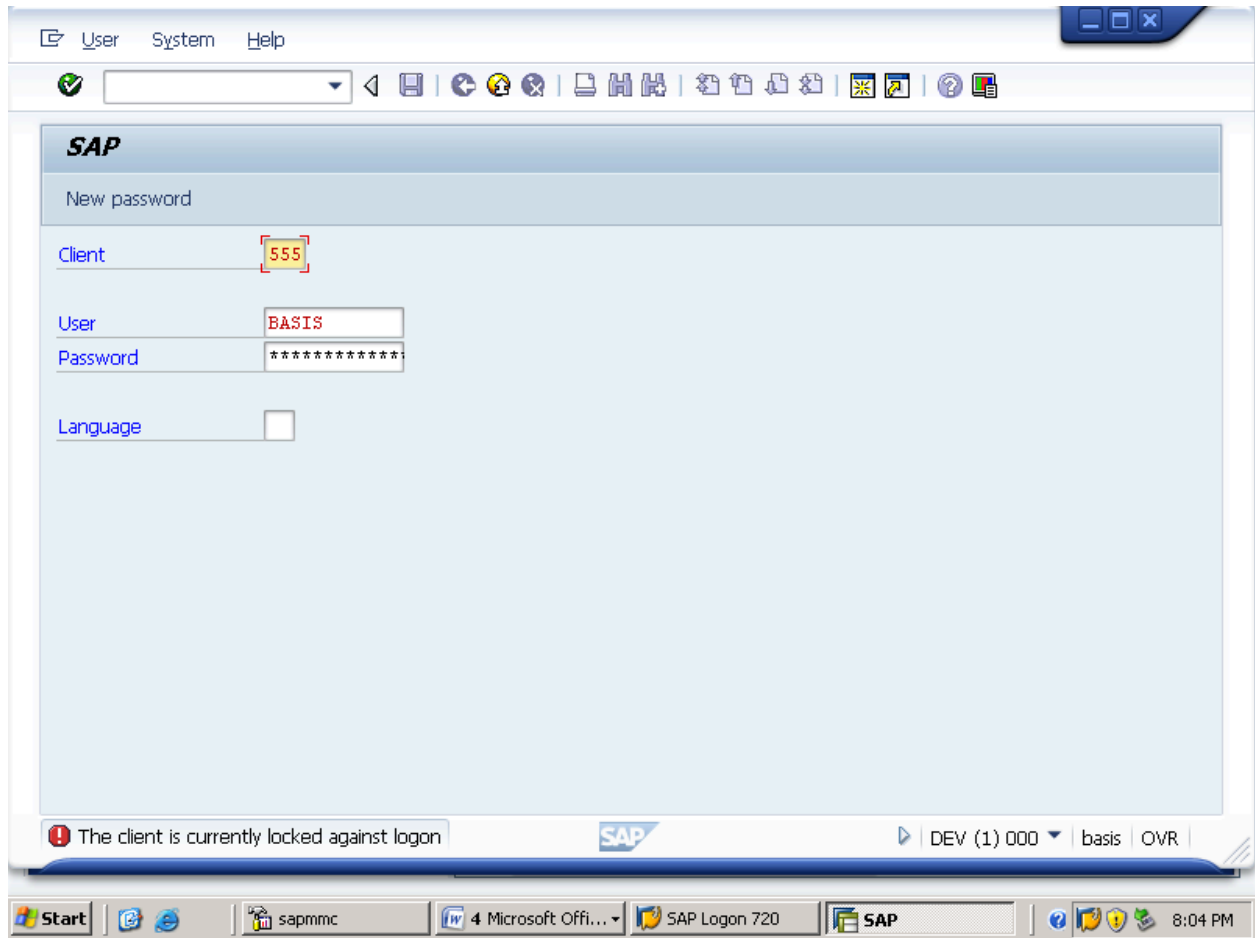 User System Help
SAP
New password
Client 555
User BASIS
Password *************
Language
The client is currently locked against logon SAP DEV (1) 000 basis OVR
Start sapmmc 4 Microsoft Offi... SAP Logon 720 SAP 8:04 PM